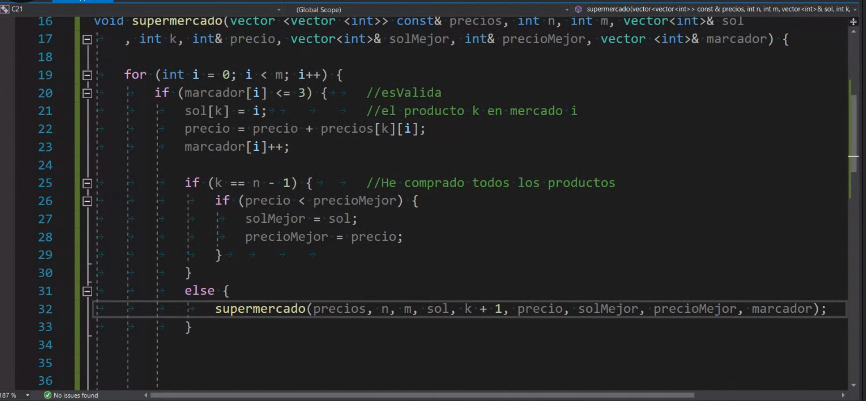 C21 (Global Scope) supermercado(vector<vector<int>> const & precios, int n, int m, vector<int> & sol, int k,
16 void supermercado(vector <vector <int>> const& precios, int n, int m, vector<int>& sol
17 , int k, int& precio, vector<int>& solMejor, int& precioMejor, vector <int>& marcador) {
18
19 for (int i = 0; i < m; i++) {
20 if (marcador[i] <= 3) { //esValida
21 sol[k] = i; //el producto k en mercado i
22 precio = precio + precios[k][i];
23 marcador[i]++;
24
25 if (k == n - 1) { //He comprado todos los productos
26 if (precio < precioMejor) {
27 solMejor = sol;
28 precioMejor = precio;
29 }
30 }
31 else {
32 supermercado(precios, n, m, sol, k + 1, precio, solMejor, precioMejor, marcador);
33 }
34
35
36
187 % No issues found